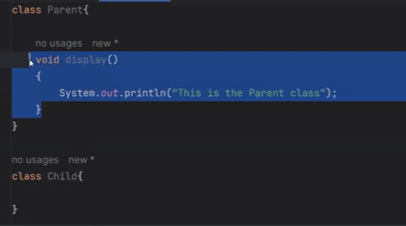 class Parent{
no usages new *
void display()
{
System.out.println("This is the Parent class");
}
}
no usages new *
class Child{
}